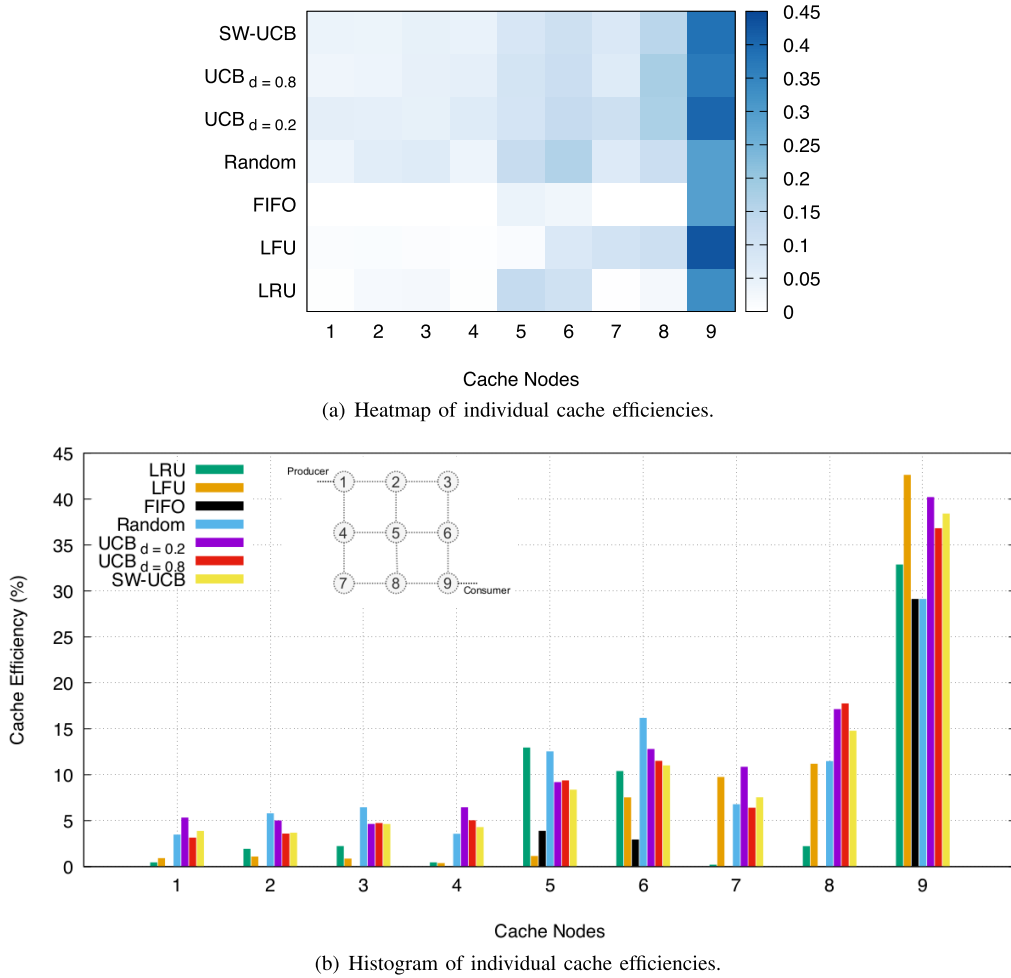 SW-UCB
UCB d = 0.8
UCB d = 0.2
Random
FIFO
LFU
LRU
0.45
0.4
0.35
0.3
0.25
0.2
0.15
0.1
0.05
0
1 2 3 4 5 6 7 8 9
Cache Nodes
(a) Heatmap of individual cache efficiencies.
45
40
35
30
25
20
15
10
5
0
Cache Efficiency (%)
LRU
LFU
FIFO
Random
UCB d = 0.2
UCB d = 0.8
SW-UCB
Producer
1 2 3
4 5 6
7 8 9
Consumer
1 2 3 4 5 6 7 8 9
Cache Nodes
(b) Histogram of individual cache efficiencies.